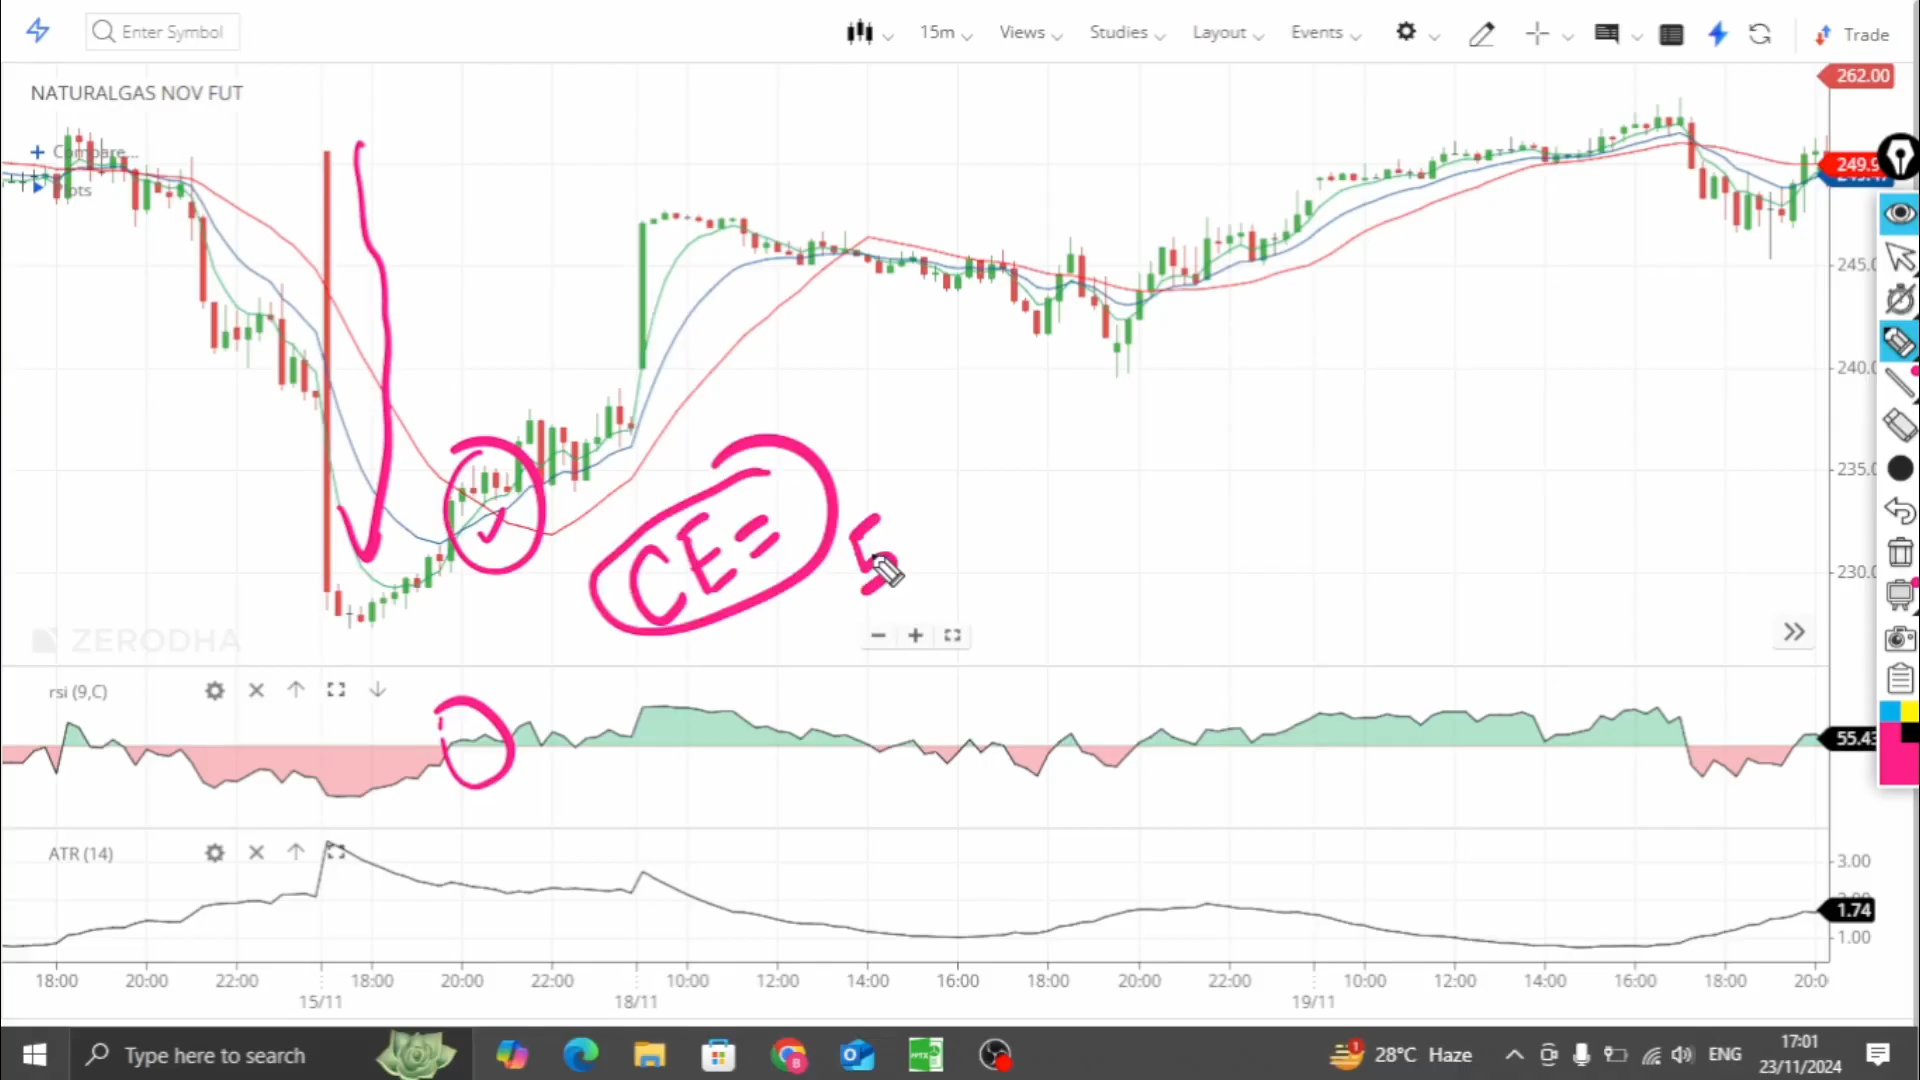 Enter Symbol 15m Views Studies Layout Events Trade
262.00
NATURALGAS NOV FUT
+ Compare...
Plots
249.9
245.0
240.0
235.0
CE= 5
230.0
ZERODHA
− + »
rsi (9,C)
55.43
ATR (14)
3.00
1.74
1.00
18:00 20:00 22:00 18:00 20:00 22:00 10:00 12:00 14:00 16:00 18:00 20:00 22:00 10:00 12:00 14:00 16:00 18:00 20:0
15/11 18/11 19/11
Type here to search 1 28°C Haze ENG 17:01
23/11/2024